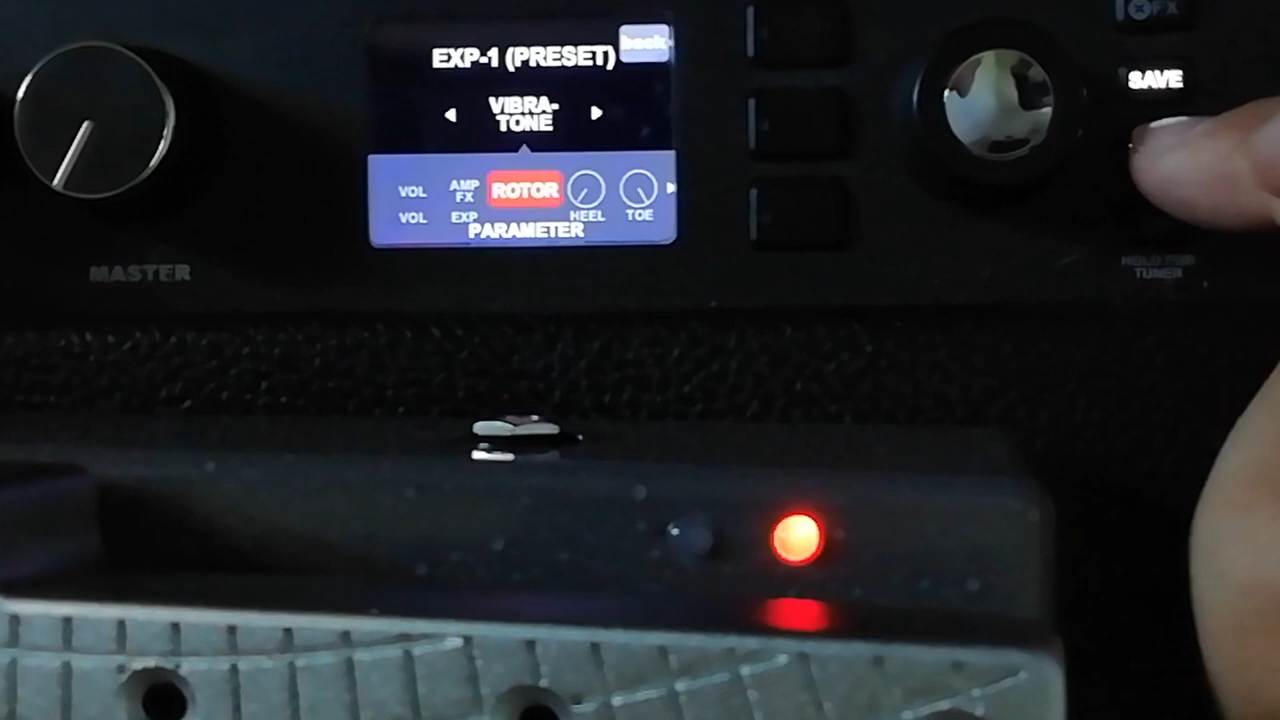 FX
back
EXP-1 (PRESET)
SAVE
VIBRA-
TONE
VOL AMP FX ROTOR
VOL EXP HEEL TOE
PARAMETER
MASTER
HOLD FOR
TUNER